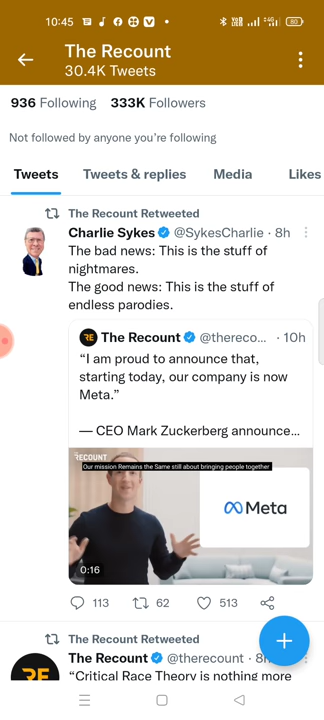 10:45
80
The Recount
30.4K Tweets
936 Following 333K Followers
Not followed by anyone you're following
Tweets Tweets & replies Media Likes
The Recount Retweeted
Charlie Sykes @SykesCharlie · 8h
The bad news: This is the stuff of
nightmares.
The good news: This is the stuff of
endless parodies.
RE The Recount @thereco... · 10h
“I am proud to announce that,
starting today, our company is now
Meta.”
— CEO Mark Zuckerberg announce...
RECOUNT
Our mission Remains the Same still about bringing people together
Meta
0:16
113 62 513
The Recount Retweeted
The Recount @therecount · 8h
RE
“Critical Race Theory is nothing more